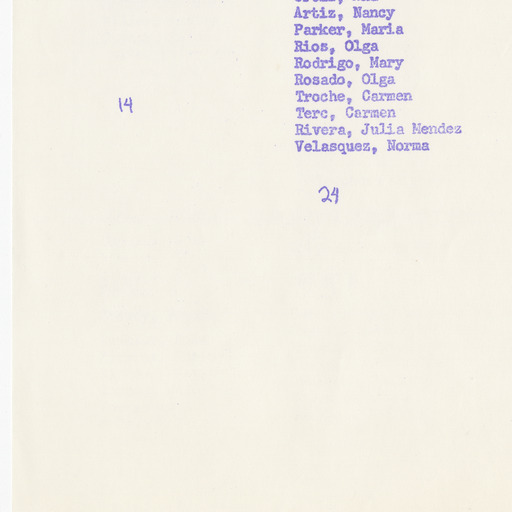 Artiz, Nancy
Parker, Maria
Rios, Olga
Rodrigo, Mary
Rosado, Olga
Troche, Carmen
14
Terc, Carmen
Rivera, Julia Mendez
Velasquez, Norma
24